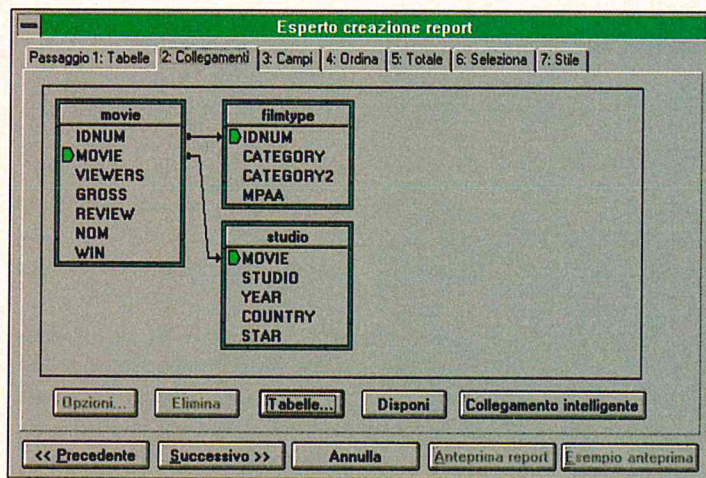 Esperto creazione report
Passaggio 1: Tabelle 2: Collegamenti 3: Campi 4: Ordina 5: Totale 6: Seleziona 7: Stile
movie
IDNUM
MOVIE
VIEWERS
GROSS
REVIEW
NOM
WIN
filmtype
IDNUM
CATEGORY
CATEGORY2
MPAA
studio
MOVIE
STUDIO
YEAR
COUNTRY
STAR
Opzioni... Elimina Tabelle... Disponi Collegamento intelligente
<< Precedente Successivo >> Annulla Anteprima report Esempio anteprima